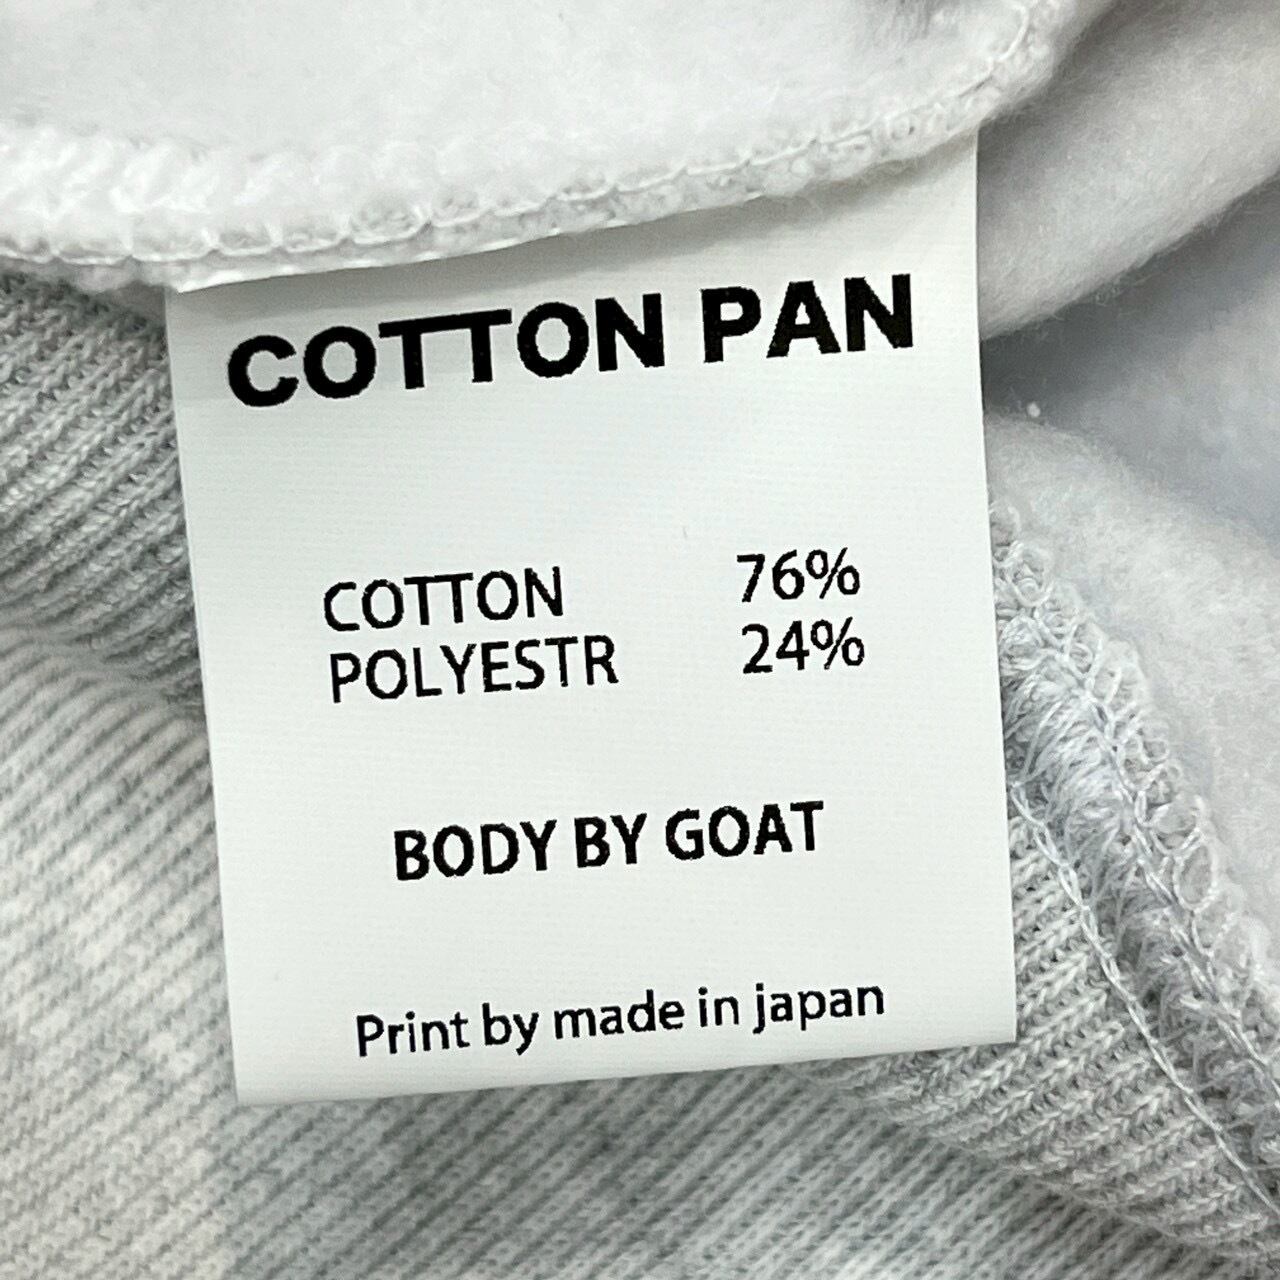 COTTON PAN
COTTON 76%
POLYESTR 24%
BODY BY GOAT
Print by made in japan